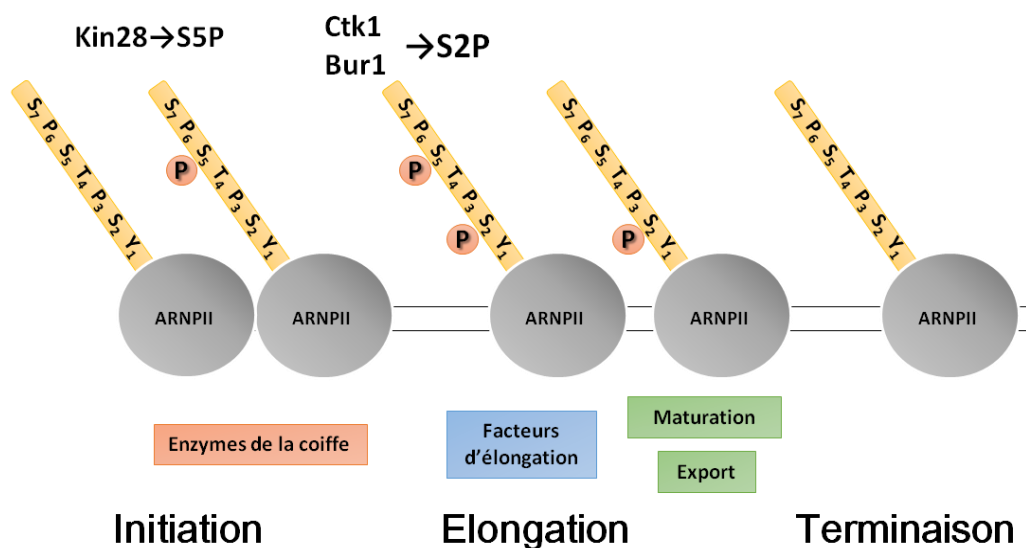 Kin28→S5P
Ctk1
Bur1
→S2P
S7 P6 S5 T4 P3 S2 Y1
S7 P6 S5 T4 P3 S2 Y1
P
S7 P6 S5 T4 P3 S2 Y1
P
P
S7 P6 S5 T4 P3 S2 Y1
P
S7 P6 S5 T4 P3 S2 Y1
ARNPII
ARNPII
ARNPII
ARNPII
ARNPII
Enzymes de la coiffe
Facteurs
d’élongation
Maturation
Export
Initiation
Elongation
Terminaison